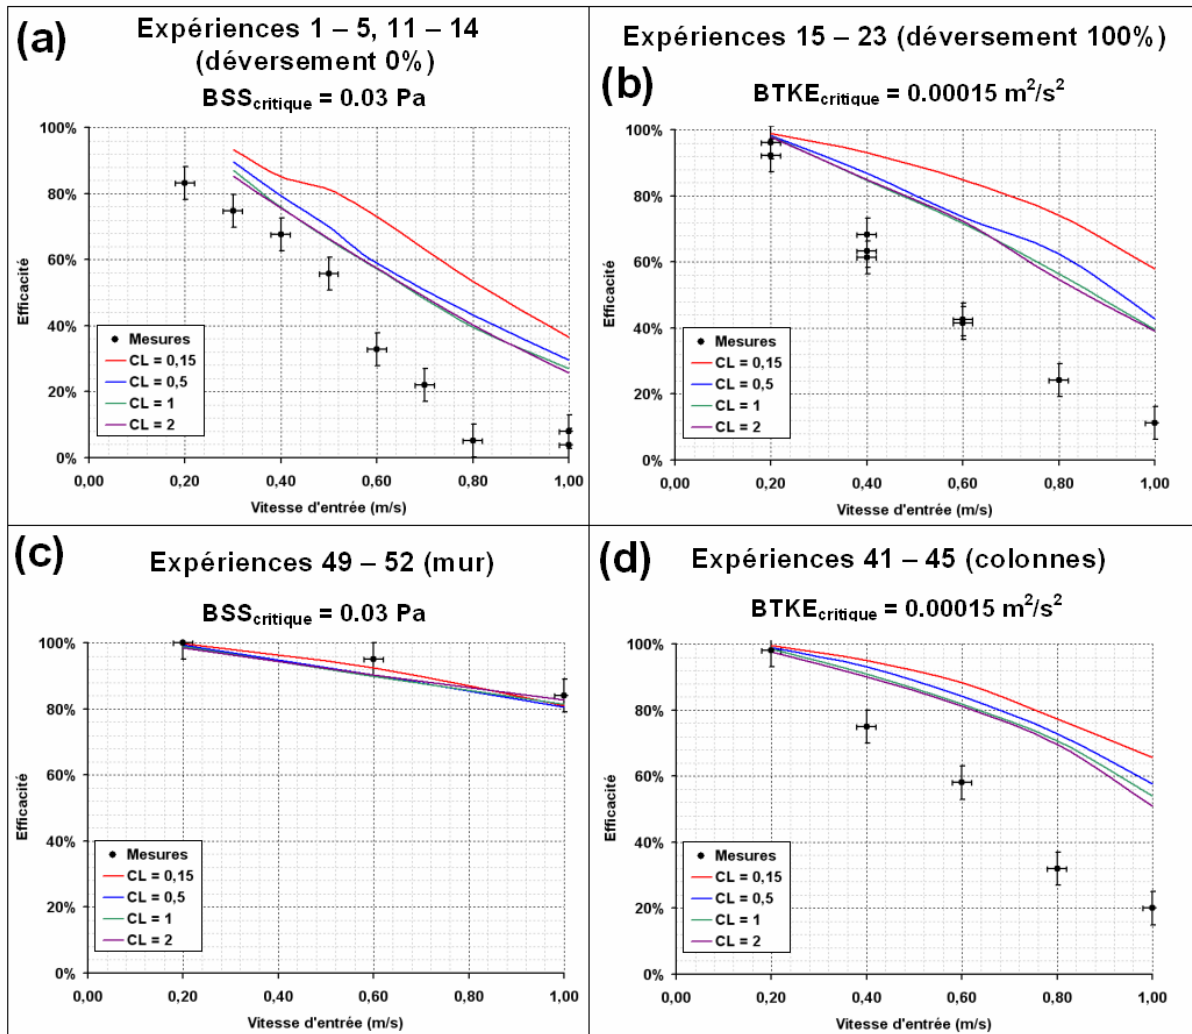 (a)
Expériences 1 – 5, 11 – 14
(déversement 0%)
BSScritique = 0.03 Pa
100%
80%
60%
40%
20%
0%
Efficacité
Mesures
CL = 0,15
CL = 0,5
CL = 1
CL = 2
0,00 0,20 0,40 0,60 0,80 1,00
Vitesse d'entrée (m/s)
Expériences 15 – 23 (déversement 100%)
(b)
BTKEcritique = 0.00015 m²/s²
100%
80%
60%
40%
20%
0%
Efficacité
Mesures
CL = 0,15
CL = 0,5
CL = 1
CL = 2
0,00 0,20 0,40 0,60 0,80 1,00
Vitesse d'entrée (m/s)
(c)
Expériences 49 – 52 (mur)
BSScritique = 0.03 Pa
100%
80%
60%
40%
20%
0%
Efficacité
Mesures
CL = 0,15
CL = 0,5
CL = 1
CL = 2
0,00 0,20 0,40 0,60 0,80 1,00
Vitesse d'entrée (m/s)
(d)
Expériences 41 – 45 (colonnes)
BTKEcritique = 0.00015 m²/s²
100%
80%
60%
40%
20%
0%
Efficacité
Mesures
CL = 0,15
CL = 0,5
CL = 1
CL = 2
0,00 0,20 0,40 0,60 0,80 1,00
Vitesse d'entrée (m/s)